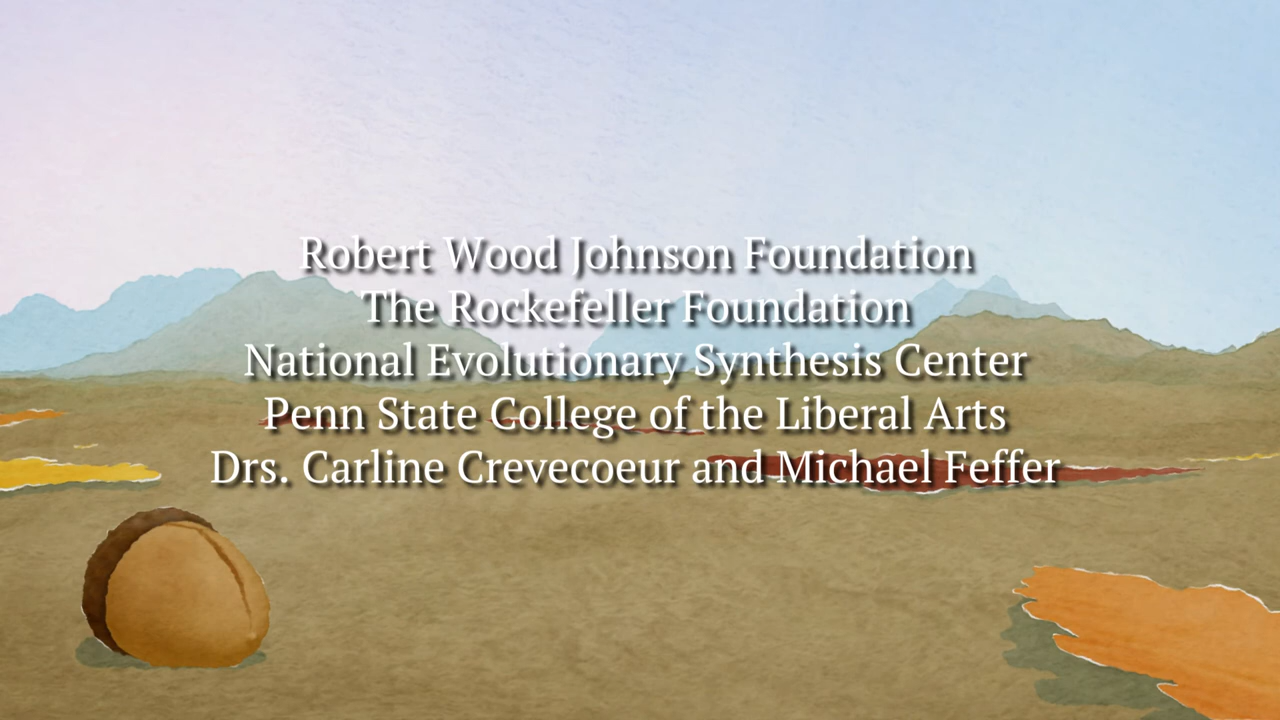 Robert Wood Johnson Foundation
The Rockefeller Foundation
National Evolutionary Synthesis Center
Penn State College of the Liberal Arts
Drs. Carline Crevecoeur and Michael Feffer